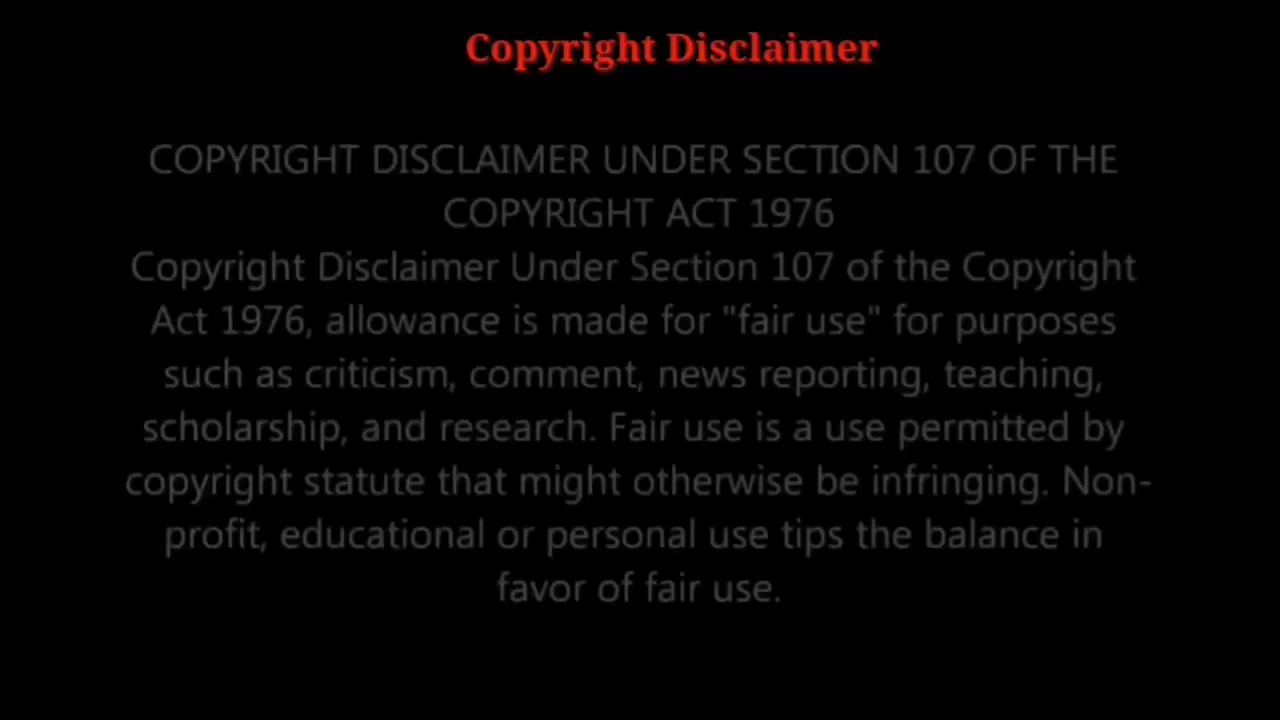 Copyright Disclaimer
COPYRIGHT DISCLAIMER UNDER SECTION 107 OF THE
COPYRIGHT ACT 1976
Copyright Disclaimer Under Section 107 of the Copyright
Act 1976, allowance is made for "fair use" for purposes
such as criticism, comment, news reporting, teaching,
scholarship, and research. Fair use is a use permitted by
copyright statute that might otherwise be infringing. Non-
profit, educational or personal use tips the balance in
favor of fair use.